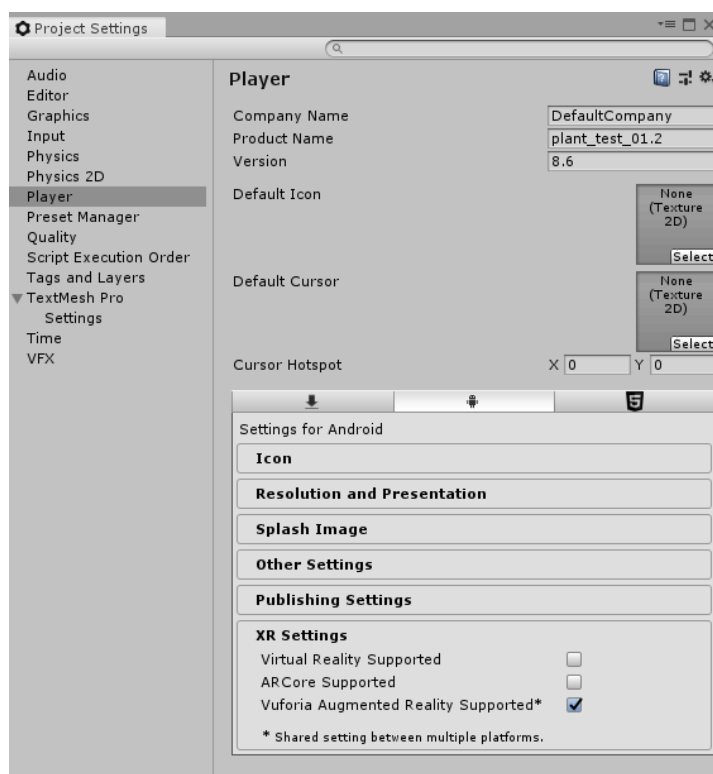 Project Settings
Audio
Editor
Graphics
Input
Physics
Physics 2D
Player
Preset Manager
Quality
Script Execution Order
Tags and Layers
TextMesh Pro
Settings
Time
VFX
Player
Company Name DefaultCompany
Product Name plant_test_01.2
Version 8.6
Default Icon
None
(Texture
2D)
Select
Default Cursor
None
(Texture
2D)
Select
Cursor Hotspot X 0 Y 0
Settings for Android
Icon
Resolution and Presentation
Splash Image
Other Settings
Publishing Settings
XR Settings
Virtual Reality Supported
ARCore Supported
Vuforia Augmented Reality Supported*
* Shared setting between multiple platforms.